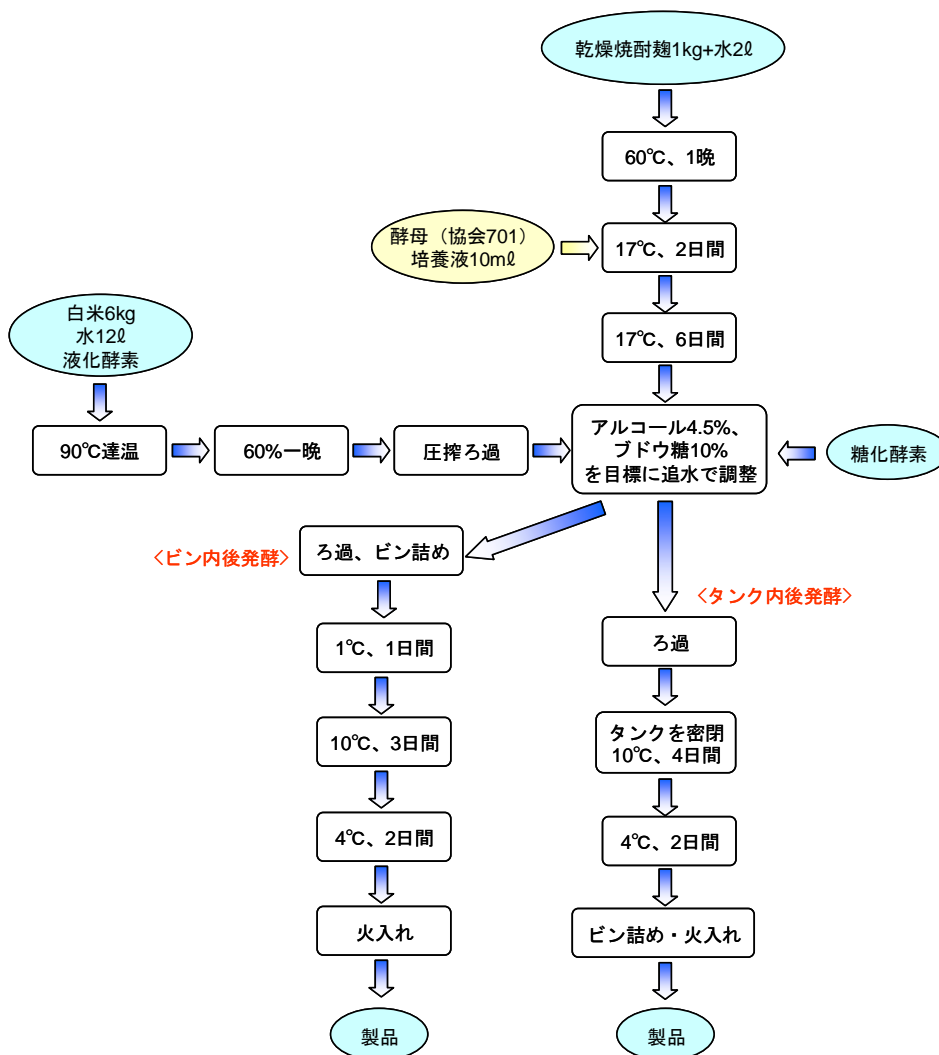 乾燥焼酎麹1kg+水2ℓ
60℃、1晩
酵母（協会701）
培養液10mℓ
17℃、2日間
白米6kg
水12ℓ
液化酵素
17℃、6日間
90℃達温
60%一晩
圧搾ろ過
アルコール4.5%、
ブドウ糖10%
を目標に追水で調整
糖化酵素
<ビン内後発酵>
ろ過、ビン詰め
<タンク内後発酵>
1℃、1日間
ろ過
10℃、3日間
タンクを密閉
10℃、4日間
4℃、2日間
4℃、2日間
火入れ
ビン詰め・火入れ
製品
製品